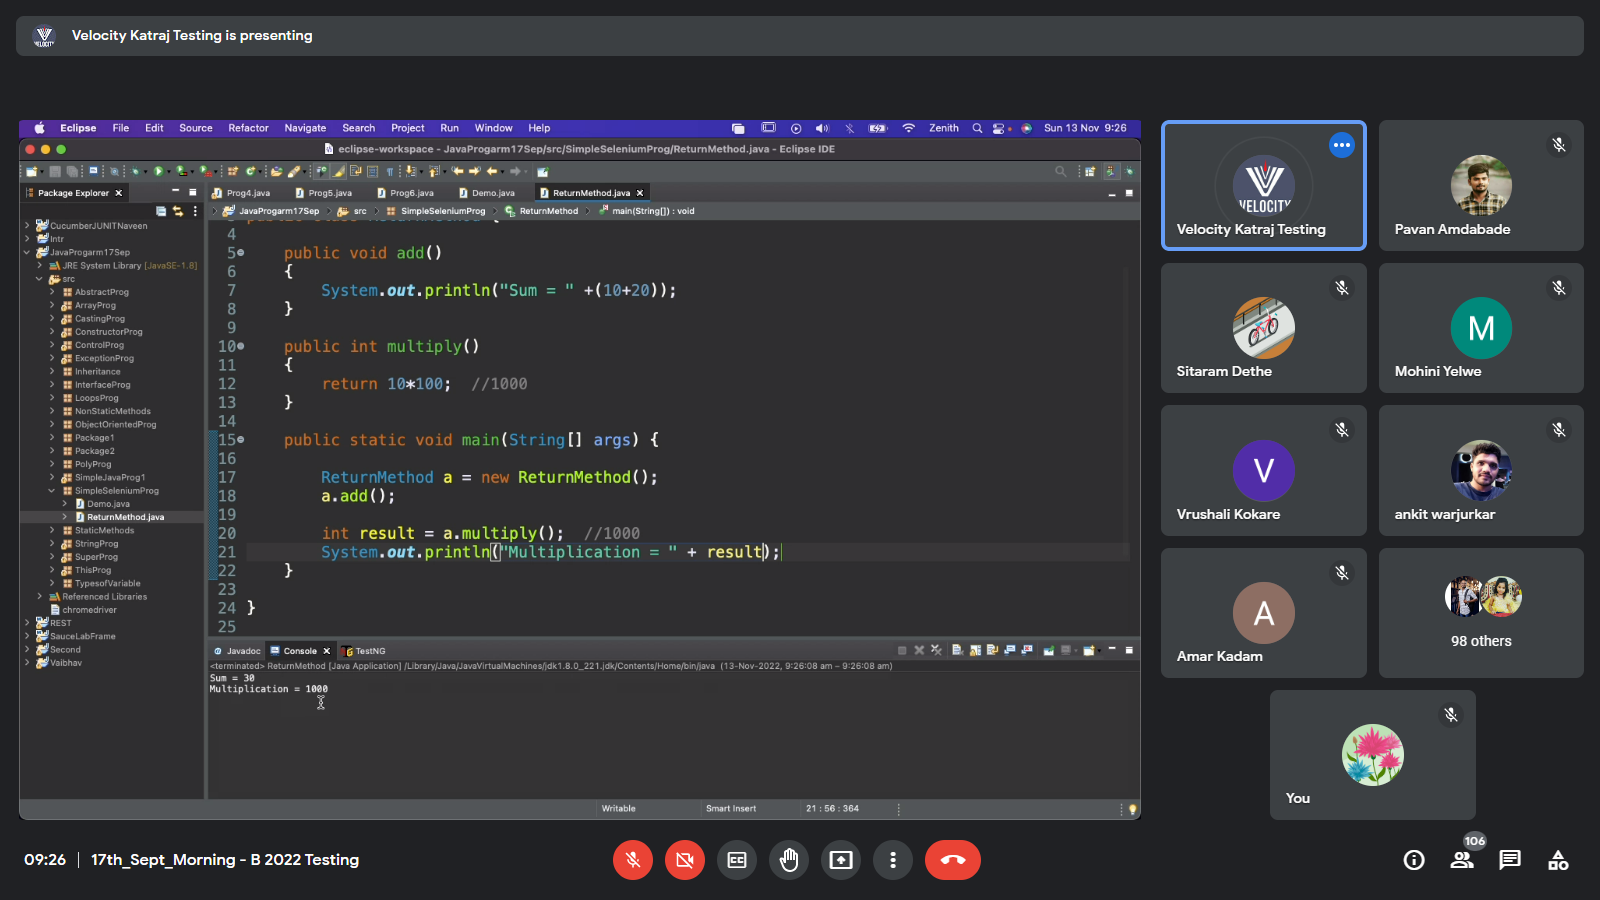 Velocity Katraj Testing is presenting
Eclipse File Edit Source Refactor Navigate Search Project Run Window Help Zenith Sun 13 Nov 9:26
eclipse-workspace - JavaProgarm17Sep/src/SimpleSeleniumProg/ReturnMethod.java - Eclipse IDE
Package Explorer
Prog4.java Prog5.java Prog6.java Demo.java ReturnMethod.java
JavaProgarm17Sep src SimpleSeleniumProg ReturnMethod main(String[]) : void
CucumberJUNITNaveen
Intr
JavaProgarm17Sep
JRE System Library [JavaSE-1.8]
src
AbstractProg
ArrayProg
CastingProg
ConstructorProg
ControlProg
ExceptionProg
Inheritance
InterfaceProg
LoopsProg
NonStaticMethods
ObjectOrientedProg
Package1
Package2
PolyProg
SimpleJavaProg1
SimpleSeleniumProg
Demo.java
ReturnMethod.java
StaticMethods
StringProg
SuperProg
ThisProg
TypesofVariable
Referenced Libraries
chromedriver
REST
SauceLabFrame
Second
Vaibhav
4
5 public void add()
6 {
7 System.out.println("Sum = " +(10+20));
8 }
9
10 public int multiply()
11 {
12 return 10*100; //1000
13 }
14
15 public static void main(String[] args) {
16
17 ReturnMethod a = new ReturnMethod();
18 a.add();
19
20 int result = a.multiply(); //1000
21 System.out.println("Multiplication = " + result);
22 }
23
24 }
25
Javadoc Console TestNG
<terminated> ReturnMethod [Java Application] /Library/Java/JavaVirtualMachines/jdk1.8.0_221.jdk/Contents/Home/bin/java (13-Nov-2022, 9:26:08 am – 9:26:08 am)
Sum = 30
Multiplication = 1000
Writable Smart Insert 21 : 56 : 364
VELOCITY
Velocity Katraj Testing
Pavan Amdabade
Sitaram Dethe
M
Mohini Yelwe
V
Vrushali Kokare
ankit warjurkar
A
Amar Kadam
98 others
You
09:26 | 17th_Sept_Morning - B 2022 Testing
106